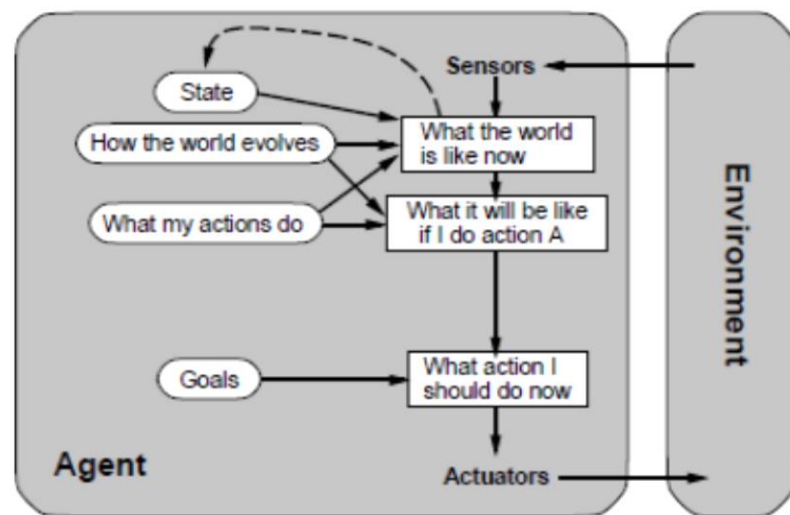 Sensors
State
What the world
is like now
How the world evolves
What it will be like
if I do action A
What my actions do
What action I
should do now
Goals
Agent
Actuators
Environment